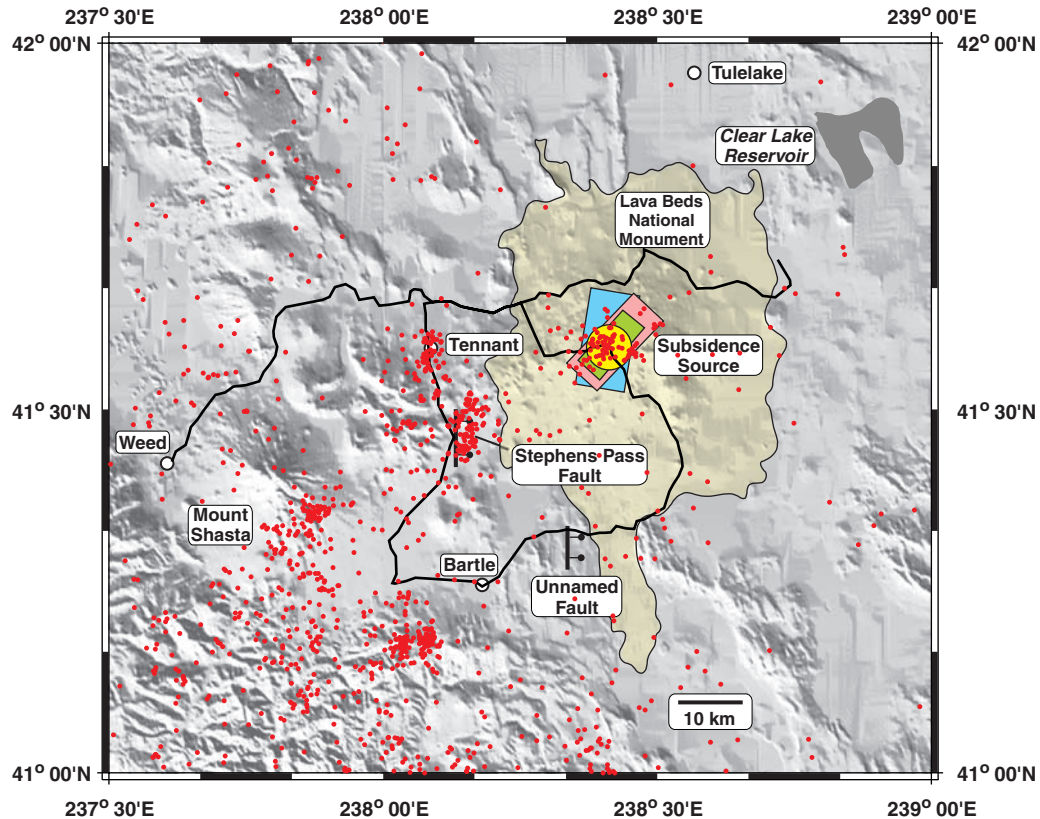 237° 30'E
238° 00'E
238° 30'E
239° 00'E
42° 00'N
42° 00'N
Tulelake
Clear Lake
Reservoir
Lava Beds
National
Monument
Tennant
Subsidence
Source
41° 30'N
41° 30'N
Weed
Stephens Pass
Fault
Mount
Shasta
Bartle
Unnamed
Fault
10 km
41° 00'N
41° 00'N
237° 30'E
238° 00'E
238° 30'E
239° 00'E